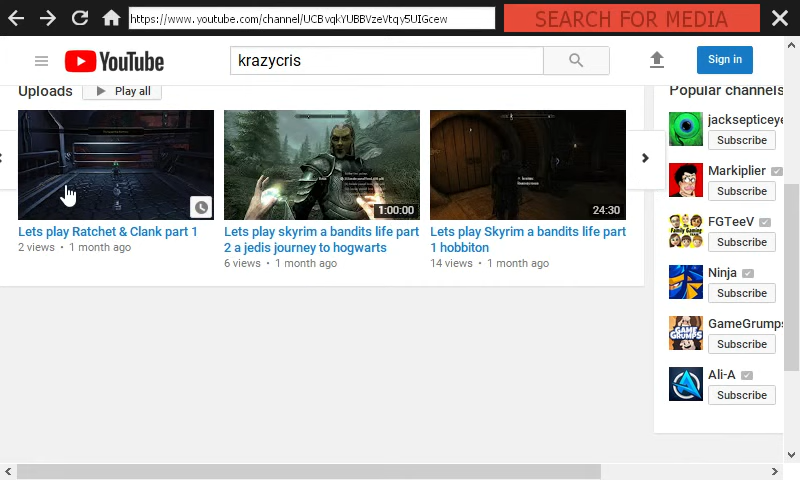 https://www.youtube.com/channel/UCBvqkYUBBVzeVtqy5UIGcew
SEARCH FOR MEDIA
YouTube
krazycris
Sign in
Uploads
Play all
Popular channels
1:00:00
24:30
Lets play Ratchet & Clank part 1
2 views • 1 month ago
Lets play skyrim a bandits life part
2 a jedis journey to hogwarts
6 views • 1 month ago
Lets play Skyrim a bandits life part
1 hobbiton
14 views • 1 month ago
jacksepticeye
Subscribe
Markiplier
Subscribe
FGTeeV
Subscribe
Ninja
Subscribe
GAME GRUMPS
GameGrumps
Subscribe
Ali-A
Subscribe